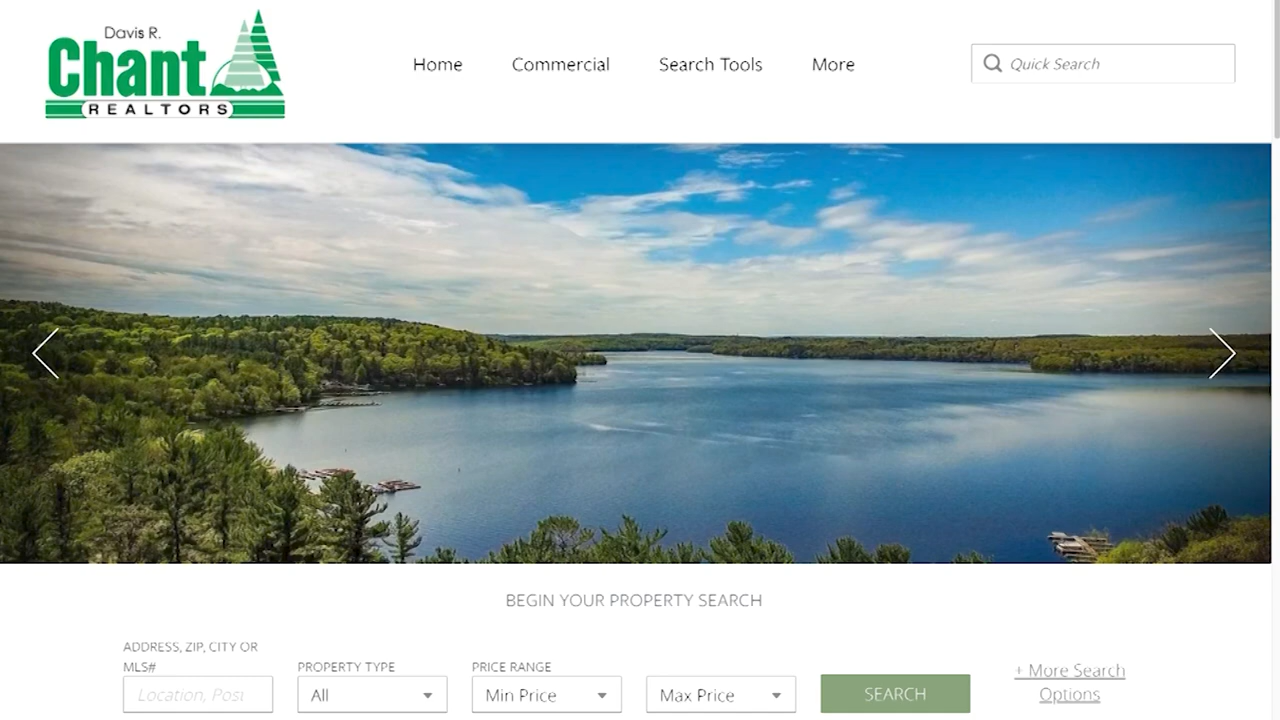 Davis R.
Chant
REALTORS
Home Commercial Search Tools More
Quick Search
BEGIN YOUR PROPERTY SEARCH
ADDRESS, ZIP, CITY OR
MLS#
PROPERTY TYPE
PRICE RANGE
Location, Post
All
Min Price
Max Price
SEARCH
+ More Search
Options